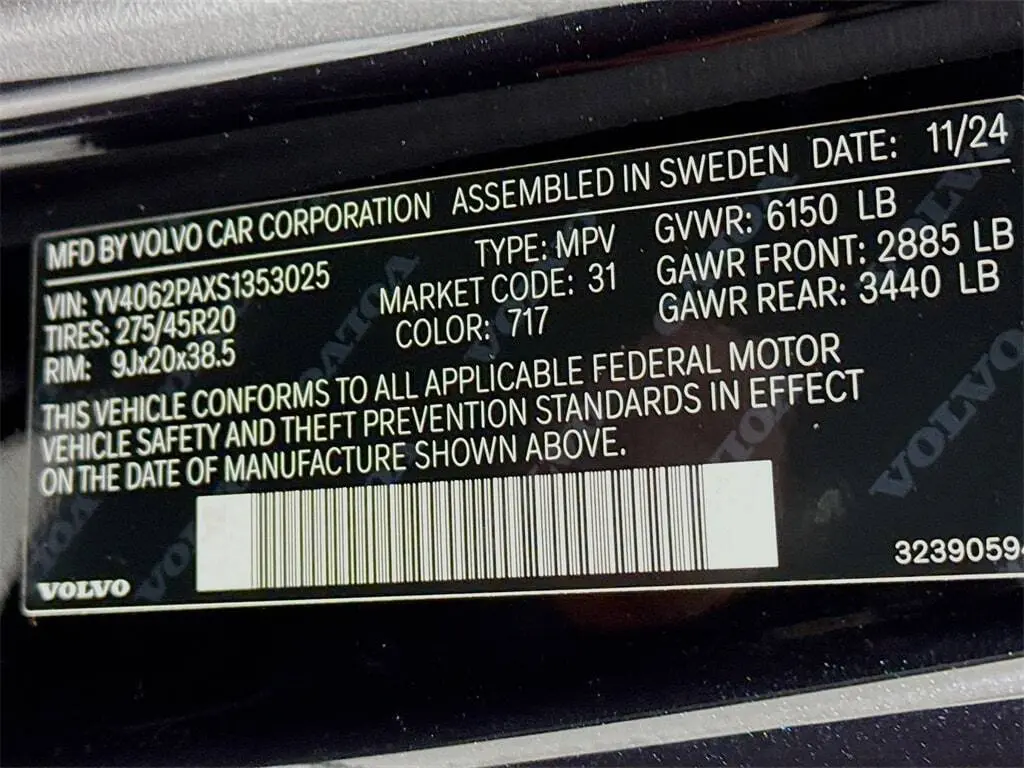 MFD BY VOLVO CAR CORPORATION ASSEMBLED IN SWEDEN DATE: 11/24
VIN: YV4062PAXS1353025 TYPE: MPV GVWR: 6150 LB
TIRES: 275/45R20 MARKET CODE: 31 GAWR FRONT: 2885 LB
RIM: 9Jx20x38.5 COLOR: 717 GAWR REAR: 3440 LB
THIS VEHICLE CONFORMS TO ALL APPLICABLE FEDERAL MOTOR
VEHICLE SAFETY AND THEFT PREVENTION STANDARDS IN EFFECT
ON THE DATE OF MANUFACTURE SHOWN ABOVE.
VOLVO
VOLVO 3239059